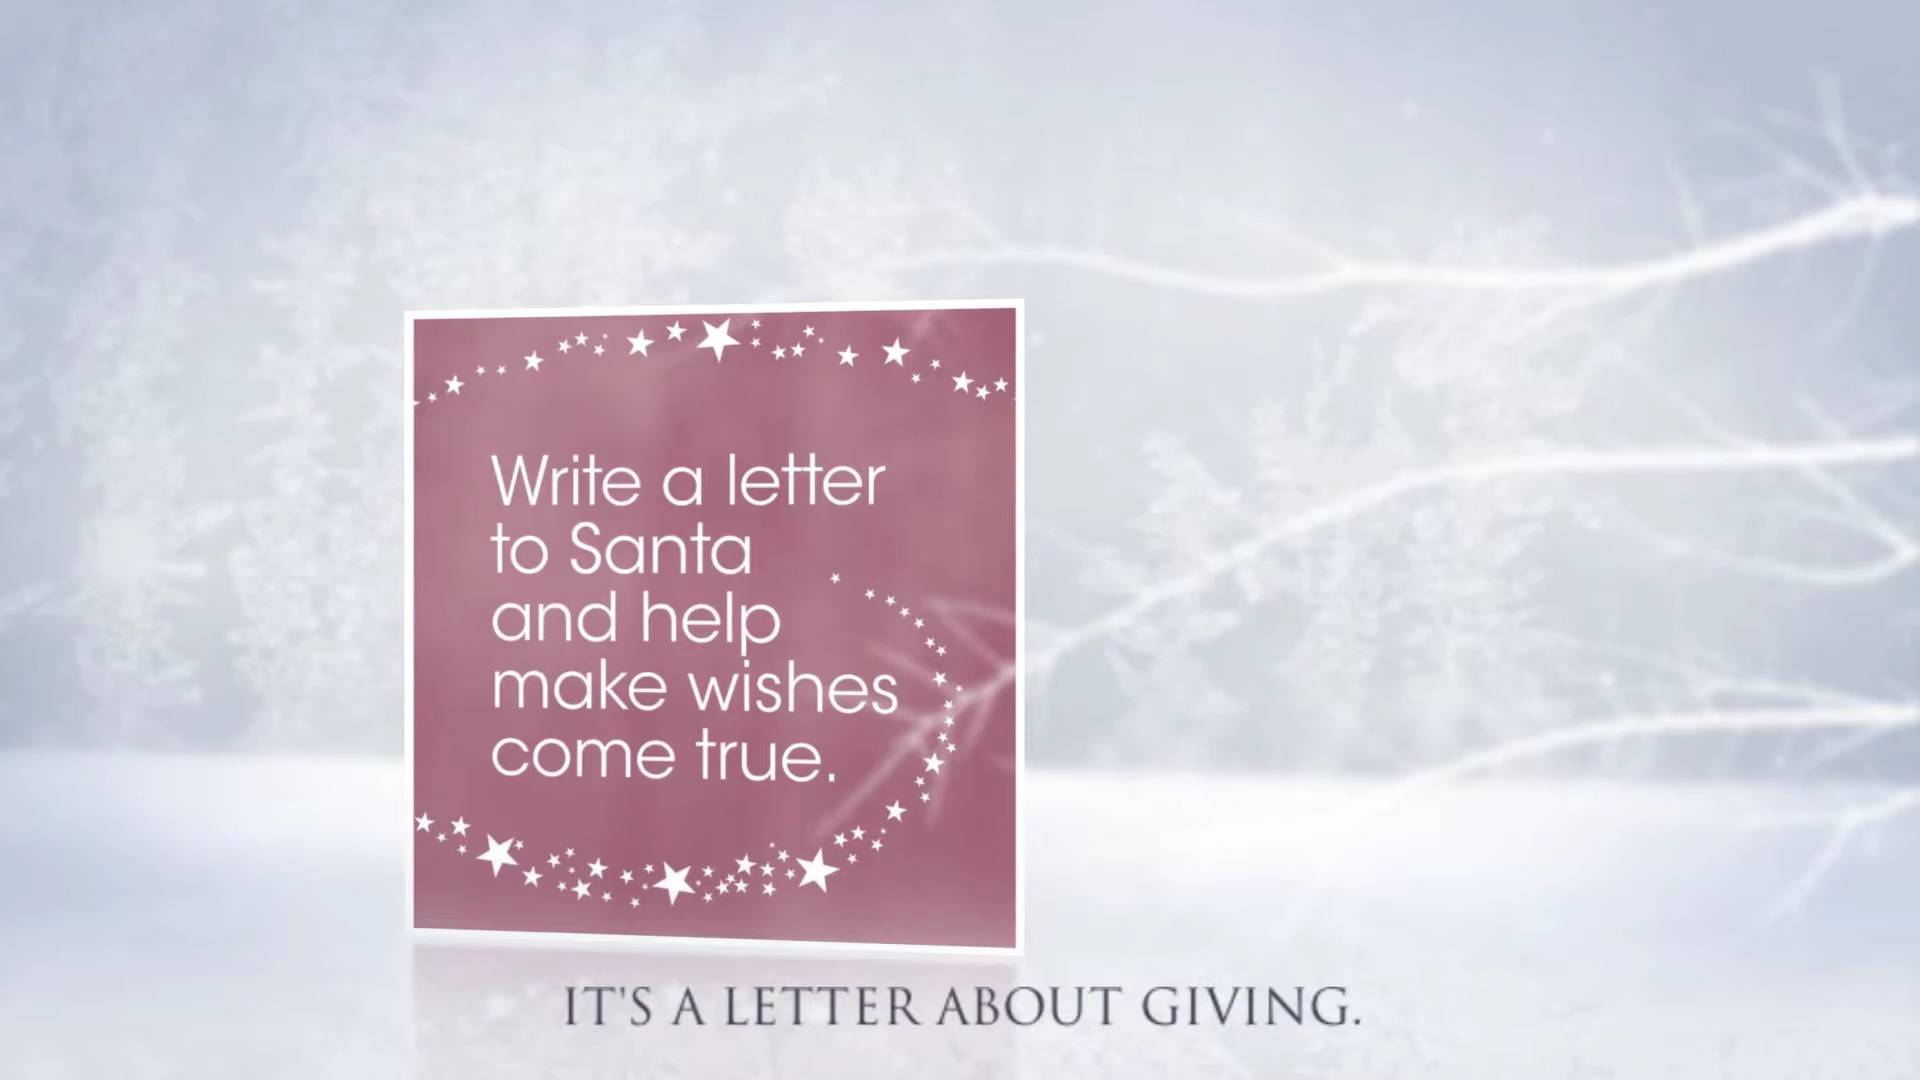 Write a letter
to Santa
and help
make wishes
come true.
IT'S A LETTER ABOUT GIVING.